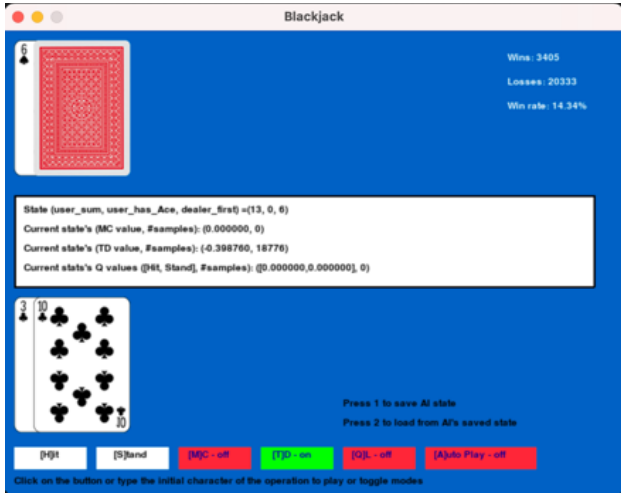 Blackjack
6
Wins: 3405
Losses: 20333
Win rate: 14.34%
State (user_sum, user_has_Ace, dealer_first) =(13, 0, 6)
Current state's (MC value, #samples): (0.000000, 0)
Current state's (TD value, #samples): (-0.398760, 18776)
Current stats's Q values ([Hit, Stand], #samples): ([0.000000,0.000000], 0)
3 10
10
Press 1 to save AI state
Press 2 to load from AI's saved state
[H]it [S]tand [M]C - off [T]D - on [Q]L - off [A]uto Play - off
Click on the button or type the initial character of the operation to play or toggle modes